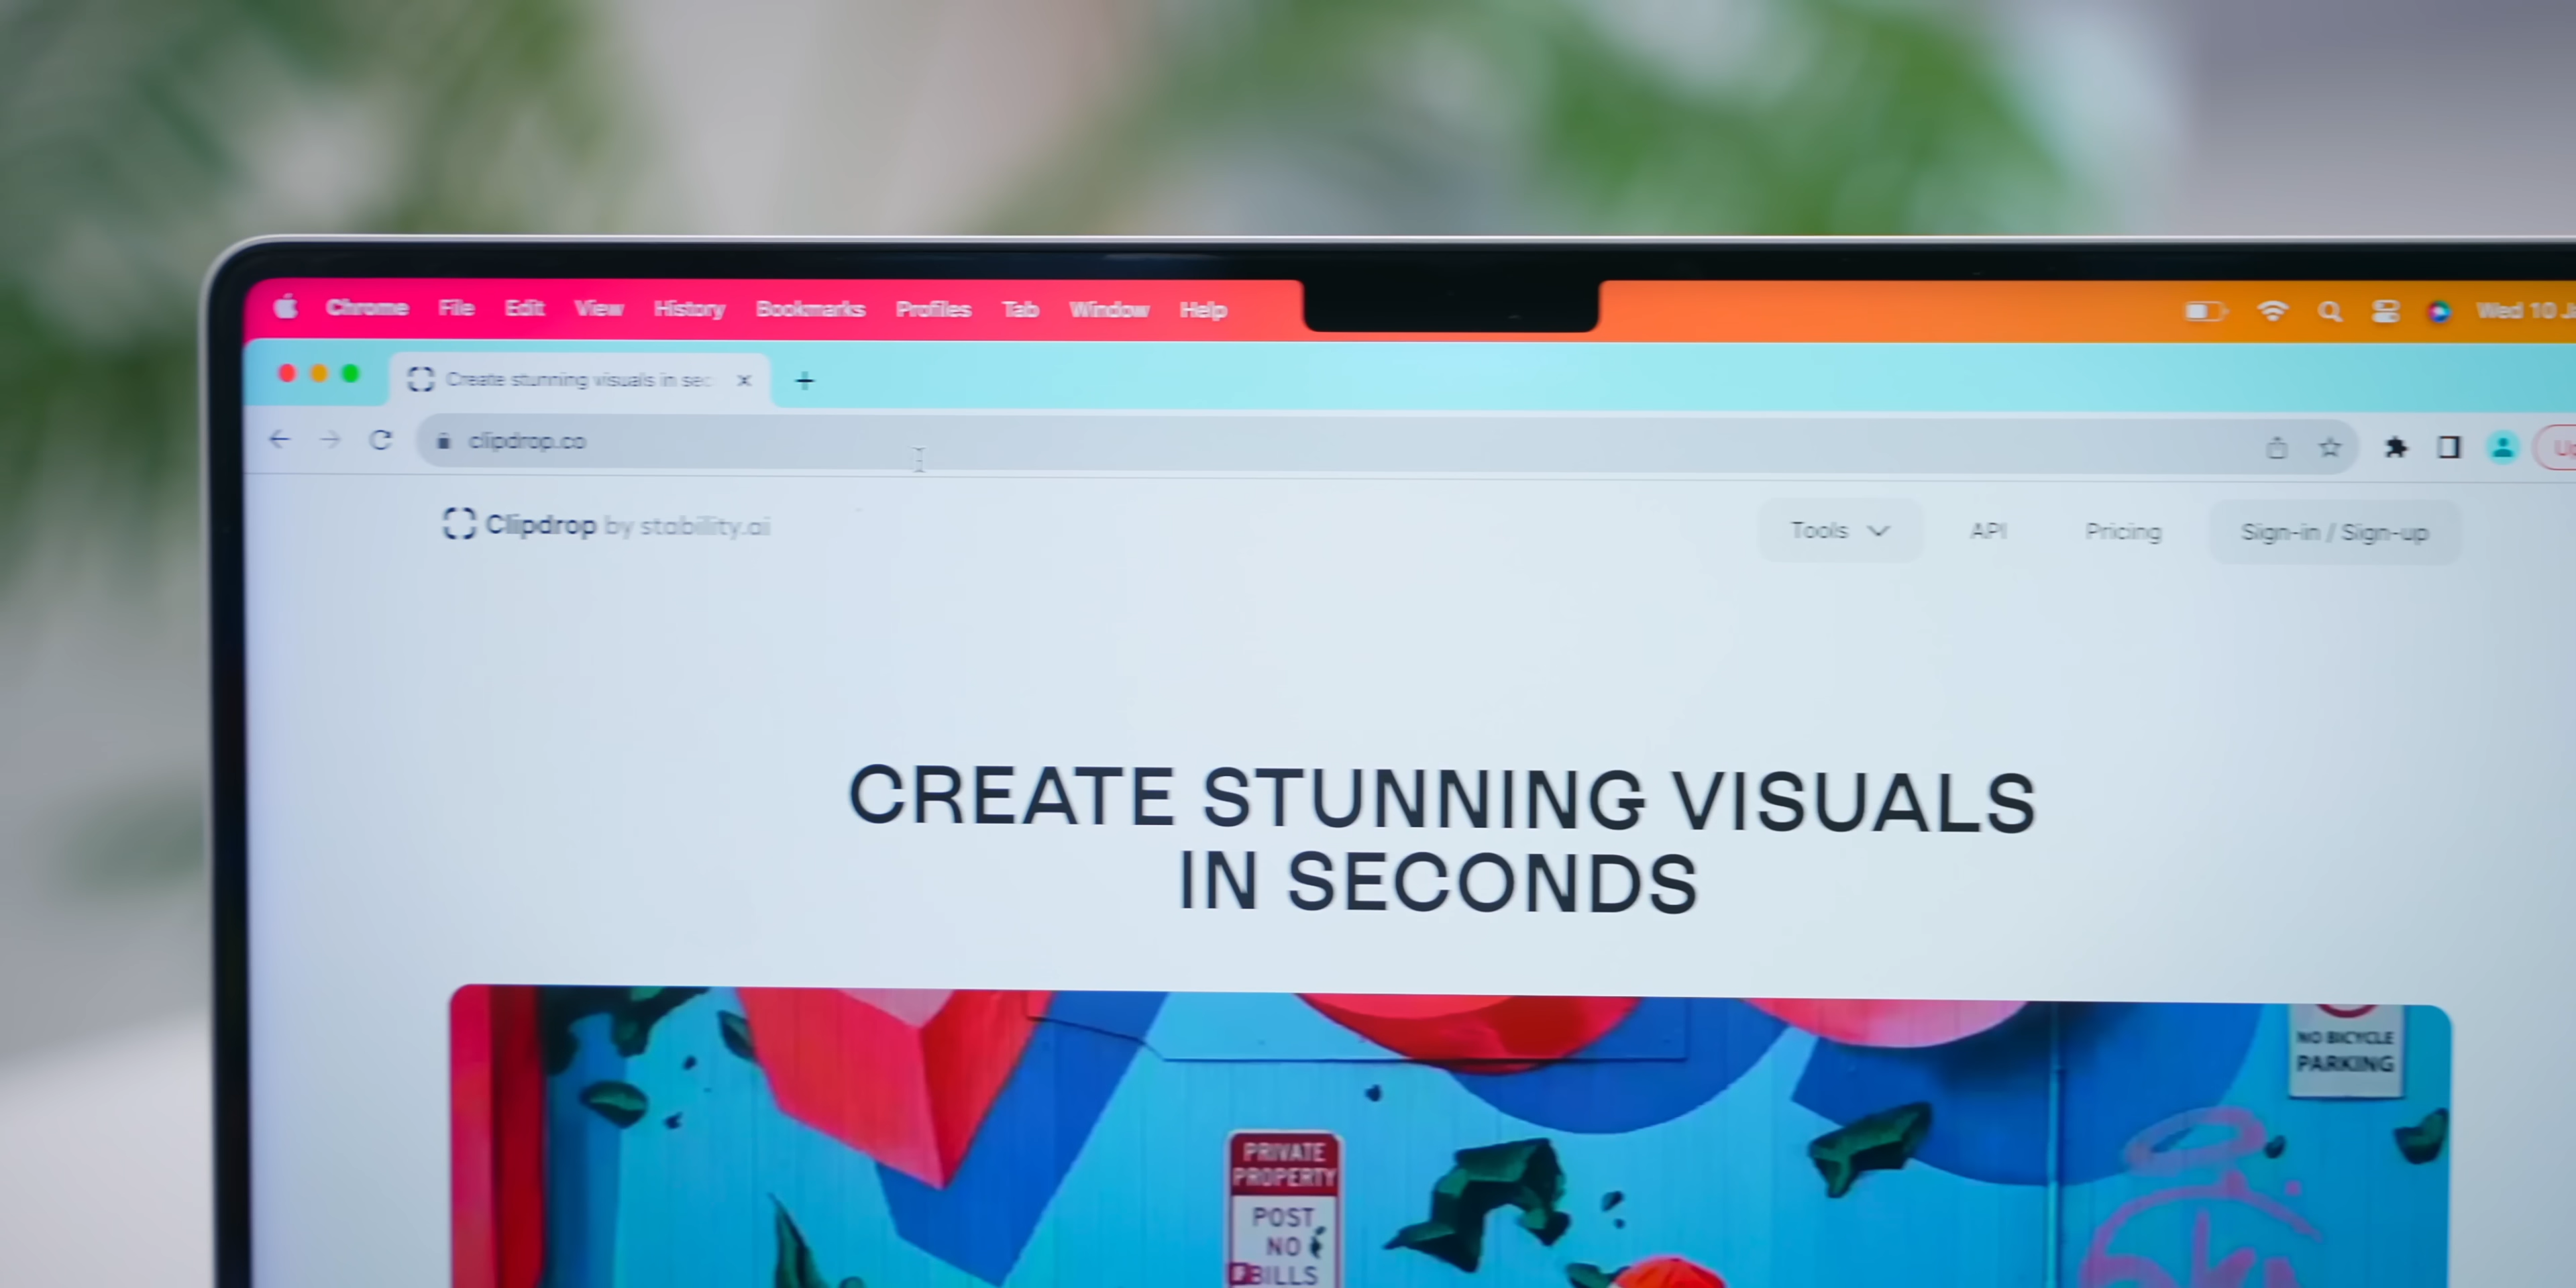 Chrome File Edit View History Bookmarks Profiles Tab Window Help
Wed 10
Create stunning visuals in sec
clipdrop.co
Clipdrop by stability.ai
Tools API Pricing Sign-in / Sign-up
CREATE STUNNING VISUALS
IN SECONDS
NO BICYCLE
PARKING
PRIVATE
PROPERTY
POST
NO
BILLS